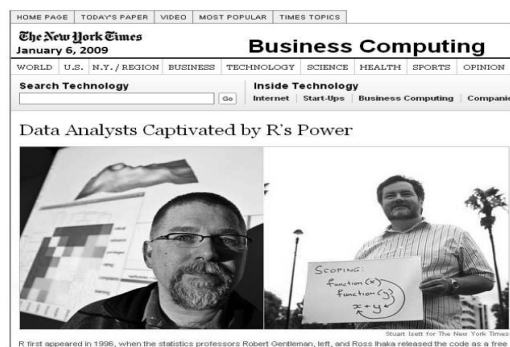 HOME PAGE TODAY'S PAPER VIDEO MOST POPULAR TIMES TOPICS
The New York Times
January 6, 2009
Business Computing
WORLD U.S. N.Y. / REGION BUSINESS TECHNOLOGY SCIENCE HEALTH SPORTS OPINION
Search Technology
Go
Inside Technology
Internet Start-Ups Business Computing Companie
Data Analysts Captivated by R's Power
SCOPING:
function(x)
function(y)
x+y
Stuart Isett for The New York Times
R first appeared in 1996, when the statistics professors Robert Gentleman, left, and Ross Ihaka released the code as a free